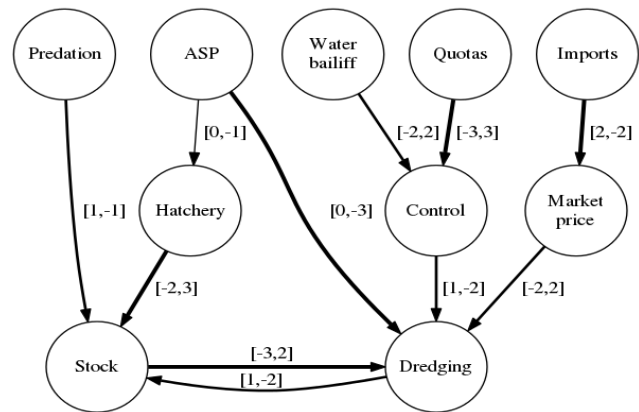 Predation
ASP
Water
bailiff
Quotas
Imports
[0,-1]
[-2,2]
[-3,3]
[2,-2]
Hatchery
Control
Market
price
[1,-1]
[0,-3]
[-2,3]
[1,-2]
[-2,2]
Stock
[-3,2]
[1,-2]
Dredging